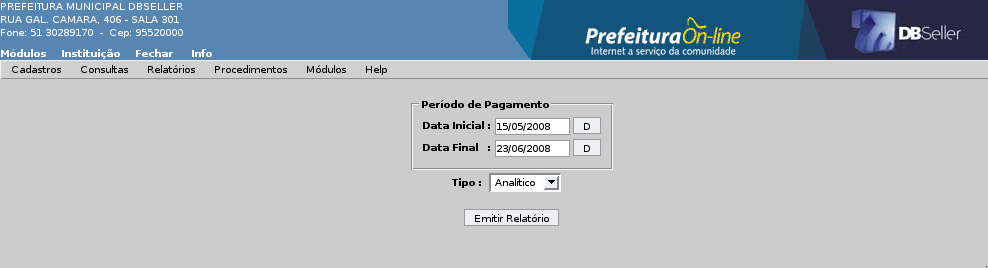 PREFEITURA MUNICIPAL DBSELLER
RUA GAL. CAMARA, 406 - SALA 301
Fone: 51 30289170 - Cep: 95520000
Módulos Instituição Fechar Info
PrefeituraOn-line
Internet a serviço da comunidade
DBSeller
Cadastros Consultas Relatórios Procedimentos Módulos Help
Período de Pagamento
Data Inicial : 15/05/2008 D
Data Final : 23/06/2008 D
Tipo : Analítico
Emitir Relatório